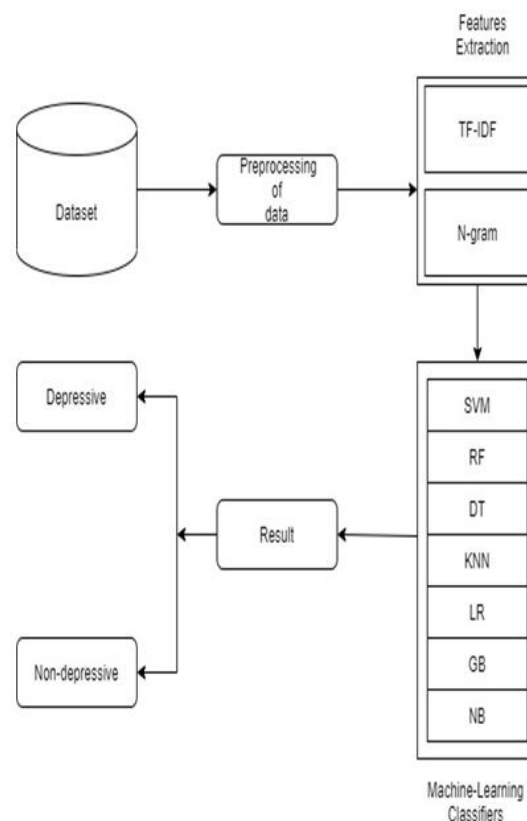 Features
Extraction
TF-IDF
N-gram
Dataset
Preprocessing
of
data
SVM
RF
DT
KNN
LR
GB
NB
Machine-Learning
Classifiers
Result
Depressive
Non-depressive